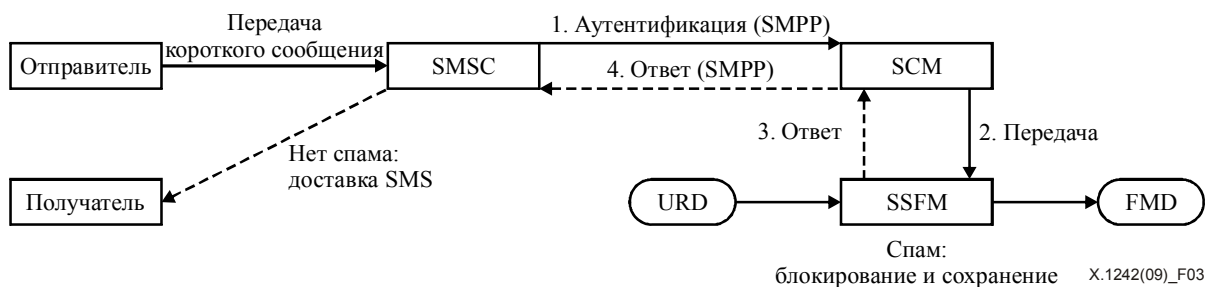 Передача
короткого сообщения
1. Аутентификация (SMPP)
Отправитель
SMSC
4. Ответ (SMPP)
SCM
3. Ответ
2. Передача
Нет спама:
доставка SMS
Получатель
URD
SSFM
FMD
Спам:
блокирование и сохранение
X.1242(09)_F03